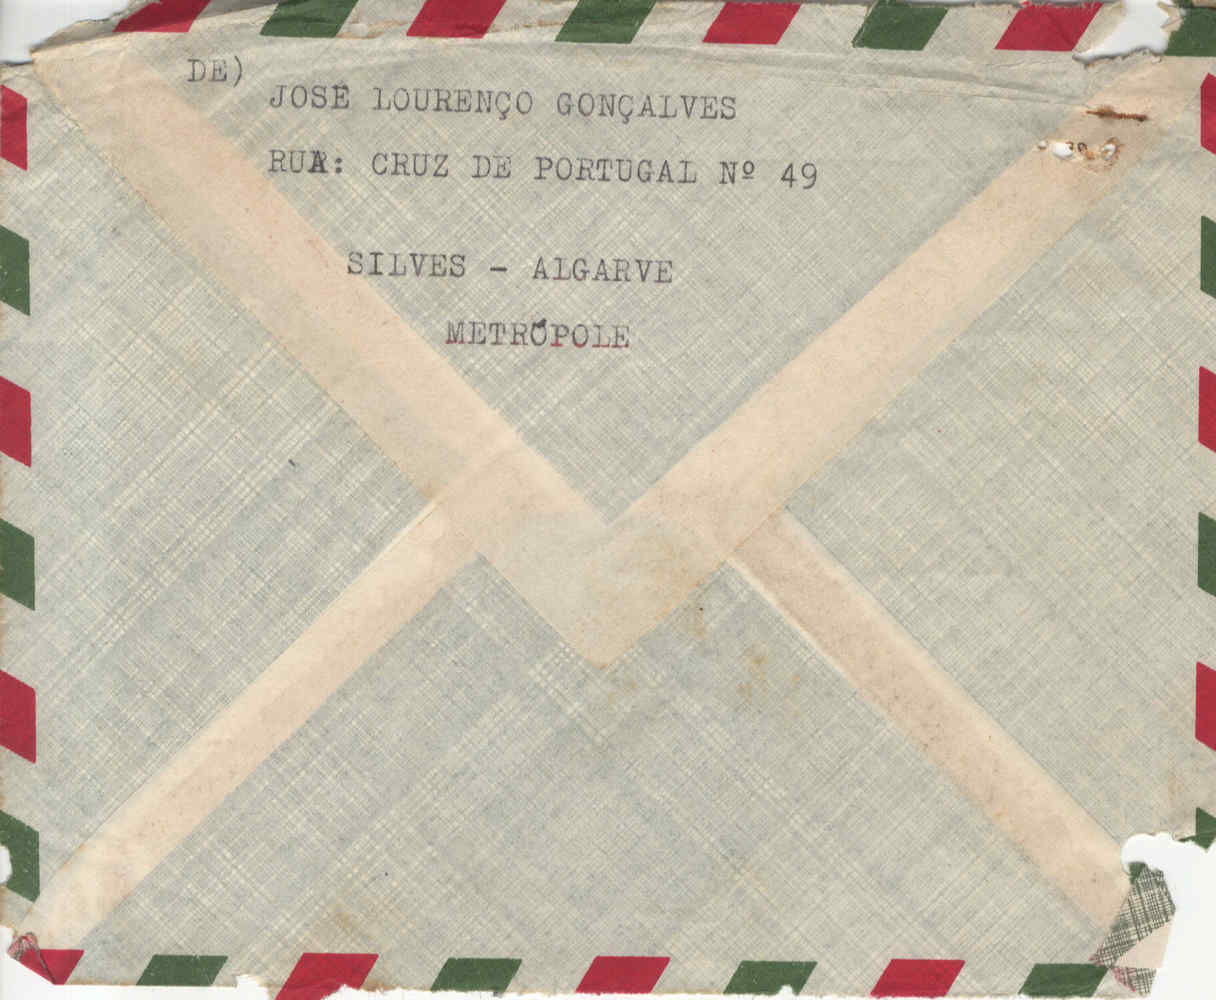 DE)
JOSÉ LOURENÇO GONÇALVES
RUA: CRUZ DE PORTUGAL Nº 49
SILVES - ALGARVE
METRÓPOLE